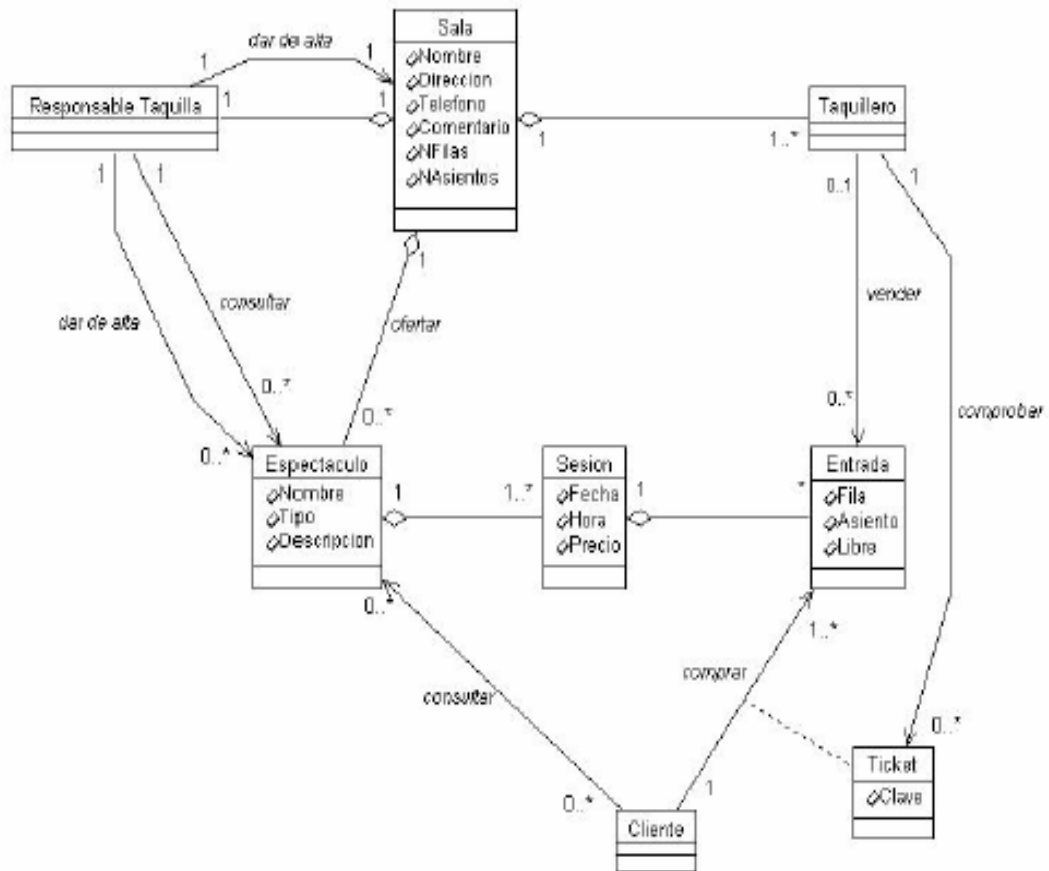 Sala
Nombre
Direccion
Telefono
Comentario
NFilas
NAsientos
dar de alta
1
1
Responsable Taquilla
1
1
Taquillero
1
1..*
1
1
0..1
1
1
dar de alta
consultar
ofertar
vender
comprobar
0..*
0..*
0..*
0..*
Espectaculo
Nombre
Tipo
Descripcion
1
1..*
Sesion
Fecha
Hora
Precio
1
*
Entrada
Fila
Asiento
Libre
0..*
1..*
consultar
comprar
0..*
1
0..*
Cliente
Ticket
Clave